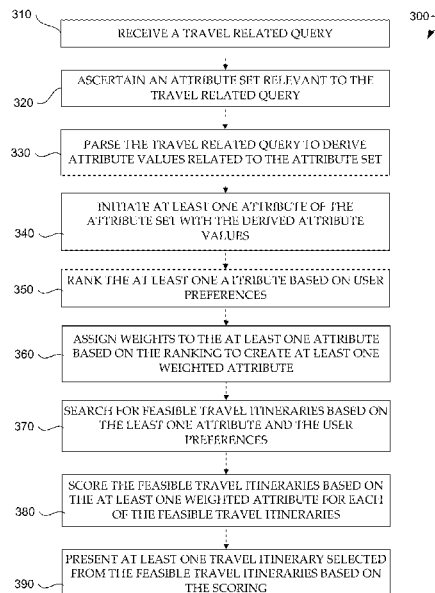 300
310
RECEIVE A TRAVEL RELATED QUERY
320
ASCERTAIN AN ATTRIBUTE SET RELEVANT TO THE
TRAVEL RELATED QUERY
330
PARSE THE TRAVEL RELATED QUERY TO DERIVE
ATTRIBUTE VALUES RELATED TO THE ATTRIBUTE SET
340
INITIATE AT LEAST ONE ATTRIBUTE OF THE
ATTRIBUTE SET WITH THE DERIVED ATTRIBUTE
VALUES
350
RANK THE AT LEAST ONE ATTRIBUTE BASED ON USER
PREFERENCES
360
ASSIGN WEIGHTS TO THE AT LEAST ONE ATTRIBUTE
BASED ON THE RANKING TO CREATE AT LEAST ONE
WEIGHTED ATTRIBUTE
370
SEARCH FOR FEASIBLE TRAVEL ITINERARIES BASED ON
THE LEAST ONE ATTRIBUTE AND THE USER
PREFERENCES
380
SCORE THE FEASIBLE TRAVEL ITINERARIES BASED ON
THE AT LEAST ONE WEIGHTED ATTRIBUTE FOR EACH
OF THE FEASIBLE TRAVEL ITINERARIES
390
PRESENT AT LEAST ONE TRAVEL ITINERARY SELECTED
FROM THE FEASIBLE TRAVEL ITINERARIES BASED ON
THE SCORING